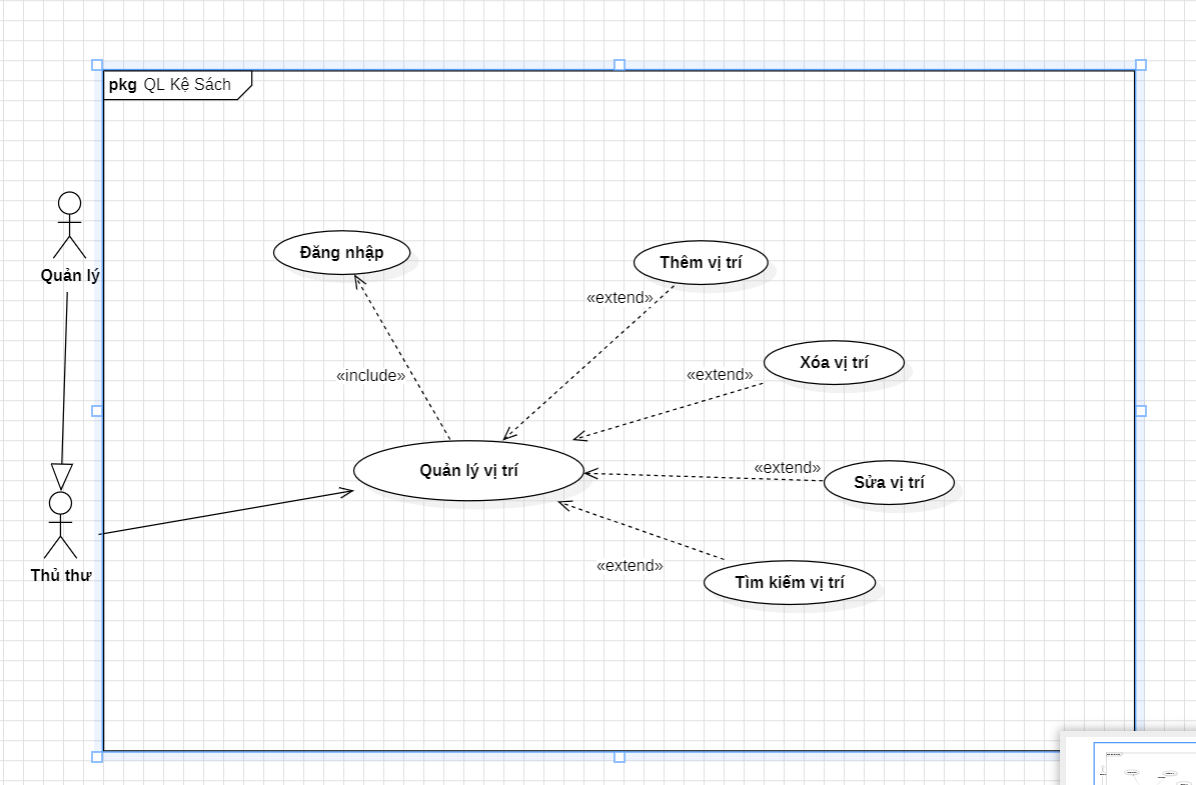 pkg QL Kệ Sách
Quản lý
Đăng nhập
Thêm vị trí
«extend»
Xóa vị trí
«extend»
«include»
Quản lý vị trí
«extend»
Sửa vị trí
«extend»
Tìm kiếm vị trí
Thủ thư